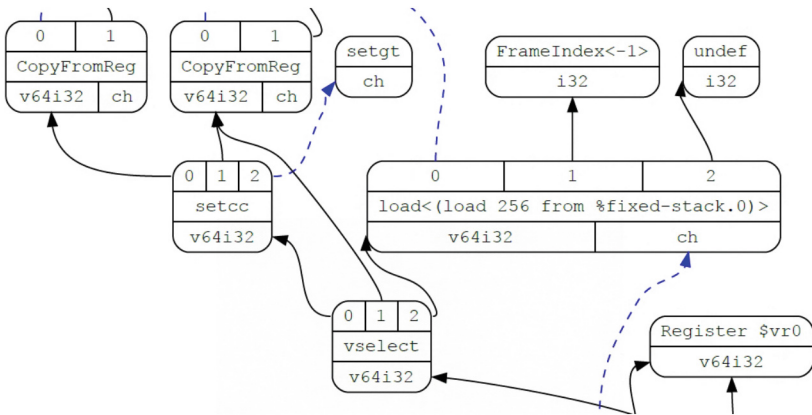 0 1
CopyFromReg
v64i32 ch
0 1
CopyFromReg
v64i32 ch
setgt
ch
FrameIndex<-1>
i32
undef
i32
0 1 2
setcc
v64i32
0 1 2
load<(load 256 from %fixed-stack.0)>
v64i32 ch
0 1 2
vselect
v64i32
Register $vr0
v64i32